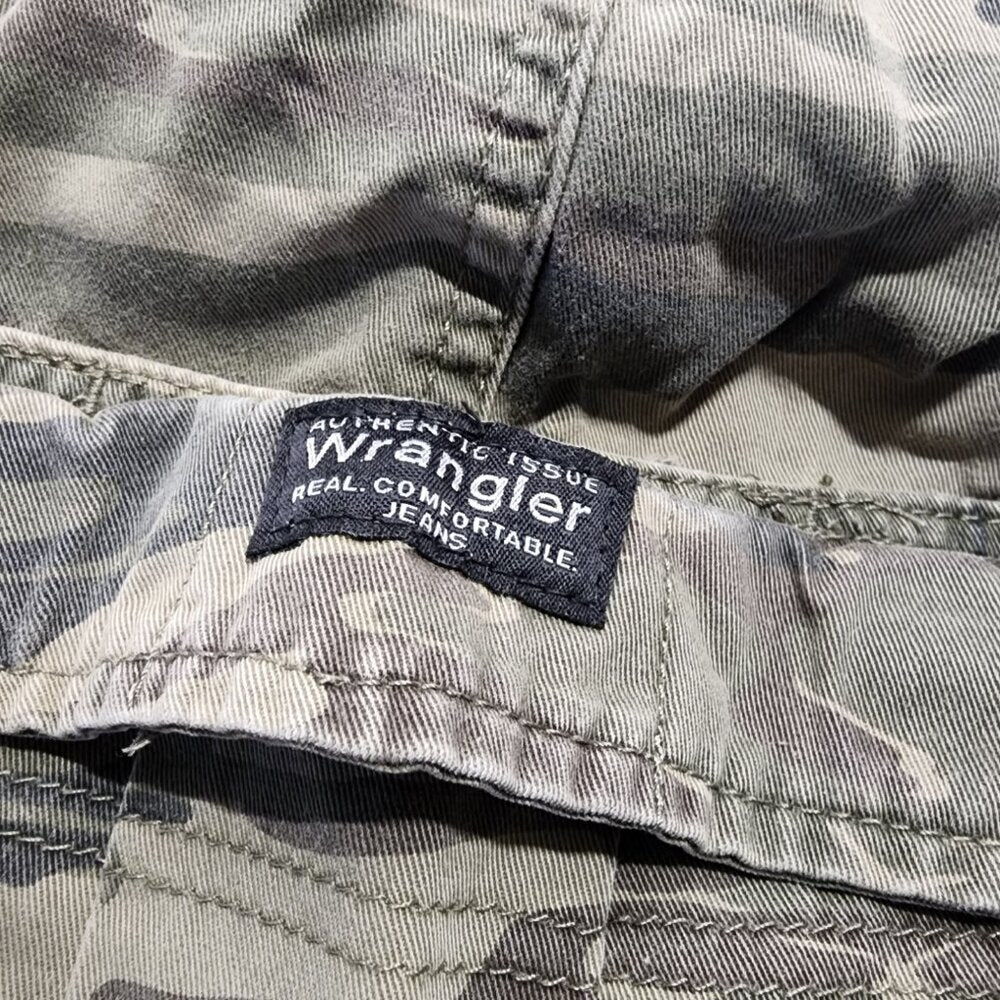 AUTHENTIC ISSUE
Wrangler
REAL. COMFORTABLE.
JEANS.